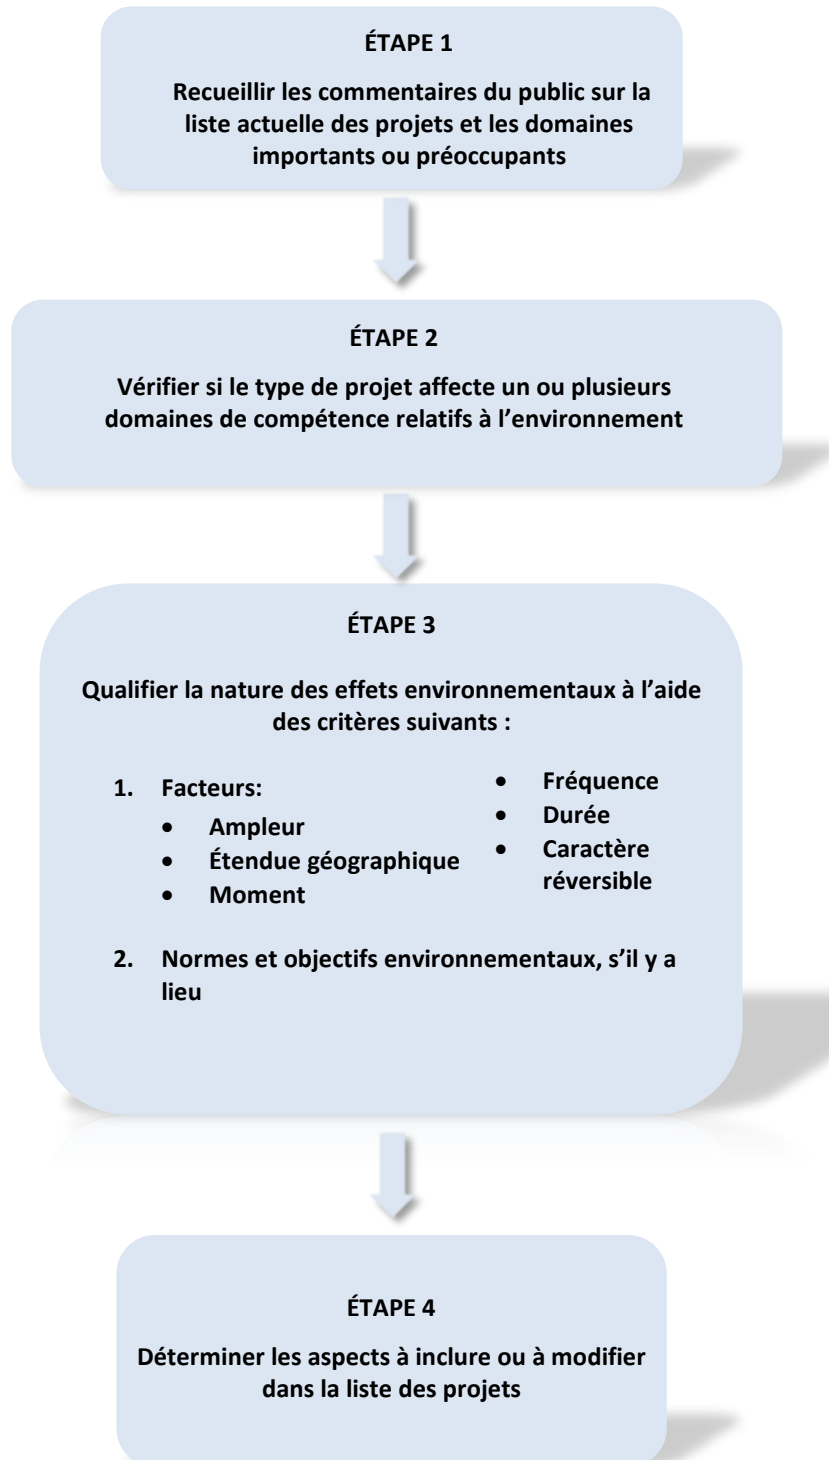 ÉTAPE 1
Recueillir les commentaires du public sur la
liste actuelle des projets et les domaines
importants ou préoccupants
ÉTAPE 2
Vérifier si le type de projet affecte un ou plusieurs
domaines de compétence relatifs à l’environnement
ÉTAPE 3
Qualifier la nature des effets environnementaux à l’aide
des critères suivants :
1. Facteurs:
• Ampleur
• Étendue géographique
• Moment
• Fréquence
• Durée
• Caractère
réversible
2. Normes et objectifs environnementaux, s’il y a
lieu
ÉTAPE 4
Déterminer les aspects à inclure ou à modifier
dans la liste des projets